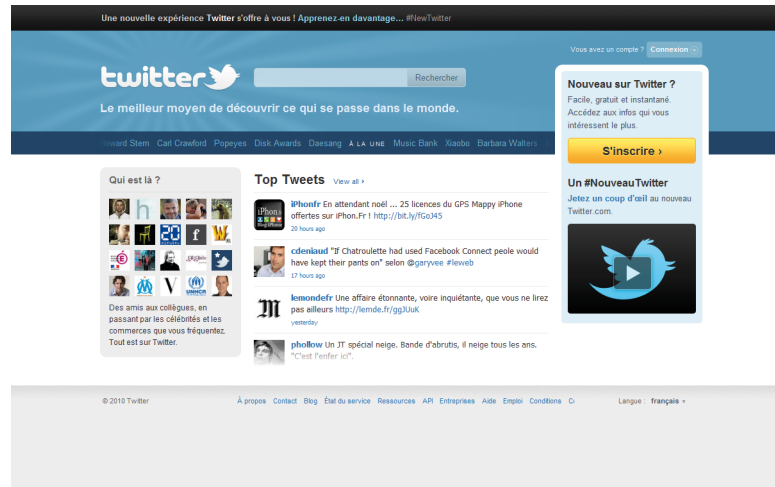 Une nouvelle expérience Twitter s'offre à vous ! Apprenez-en davantage... #NewTwitter
Vous avez un compte ? Connexion
twitter
Rechercher
Le meilleur moyen de découvrir ce qui se passe dans le monde.
Stern Carl Crawford Popeyes Disk Awards Daesang À LA UNE Music Bank Xiaobo Barbara Walters
Nouveau sur Twitter ?
Facile, gratuit et instantané.
Accédez aux infos qui vous
intéressent le plus.
S'inscrire ›
Un #NouveauTwitter
Jetez un coup d'œil au nouveau
Twitter.com.
Qui est là ?
h
20
f
W.
É
V
UNHCR
Des amis aux collègues, en
passant par les célébrités et les
commerces que vous fréquentez.
Tout est sur Twitter.
Top Tweets View all ›
iPhon
Blog iPhone
iPhonfr En attendant noël ... 25 licences du GPS Mappy iPhone
offertes sur iPhon.Fr ! http://bit.ly/fGoJ45
20 hours ago
cdeniaud "If Chatroulette had used Facebook Connect peole would
have kept their pants on" selon @garyvee #leweb
17 hours ago
M
lemondefr Une affaire étonnante, voire inquiétante, que vous ne lirez
pas ailleurs http://lemde.fr/ggJUuK
yesterday
phollow Un JT spécial neige. Bande d'abrutis, il neige tous les ans.
"C'est l'enfer ici".
© 2010 Twitter
À propos Contact Blog État du service Ressources API Entreprises Aide Emploi Conditions
Langue : français